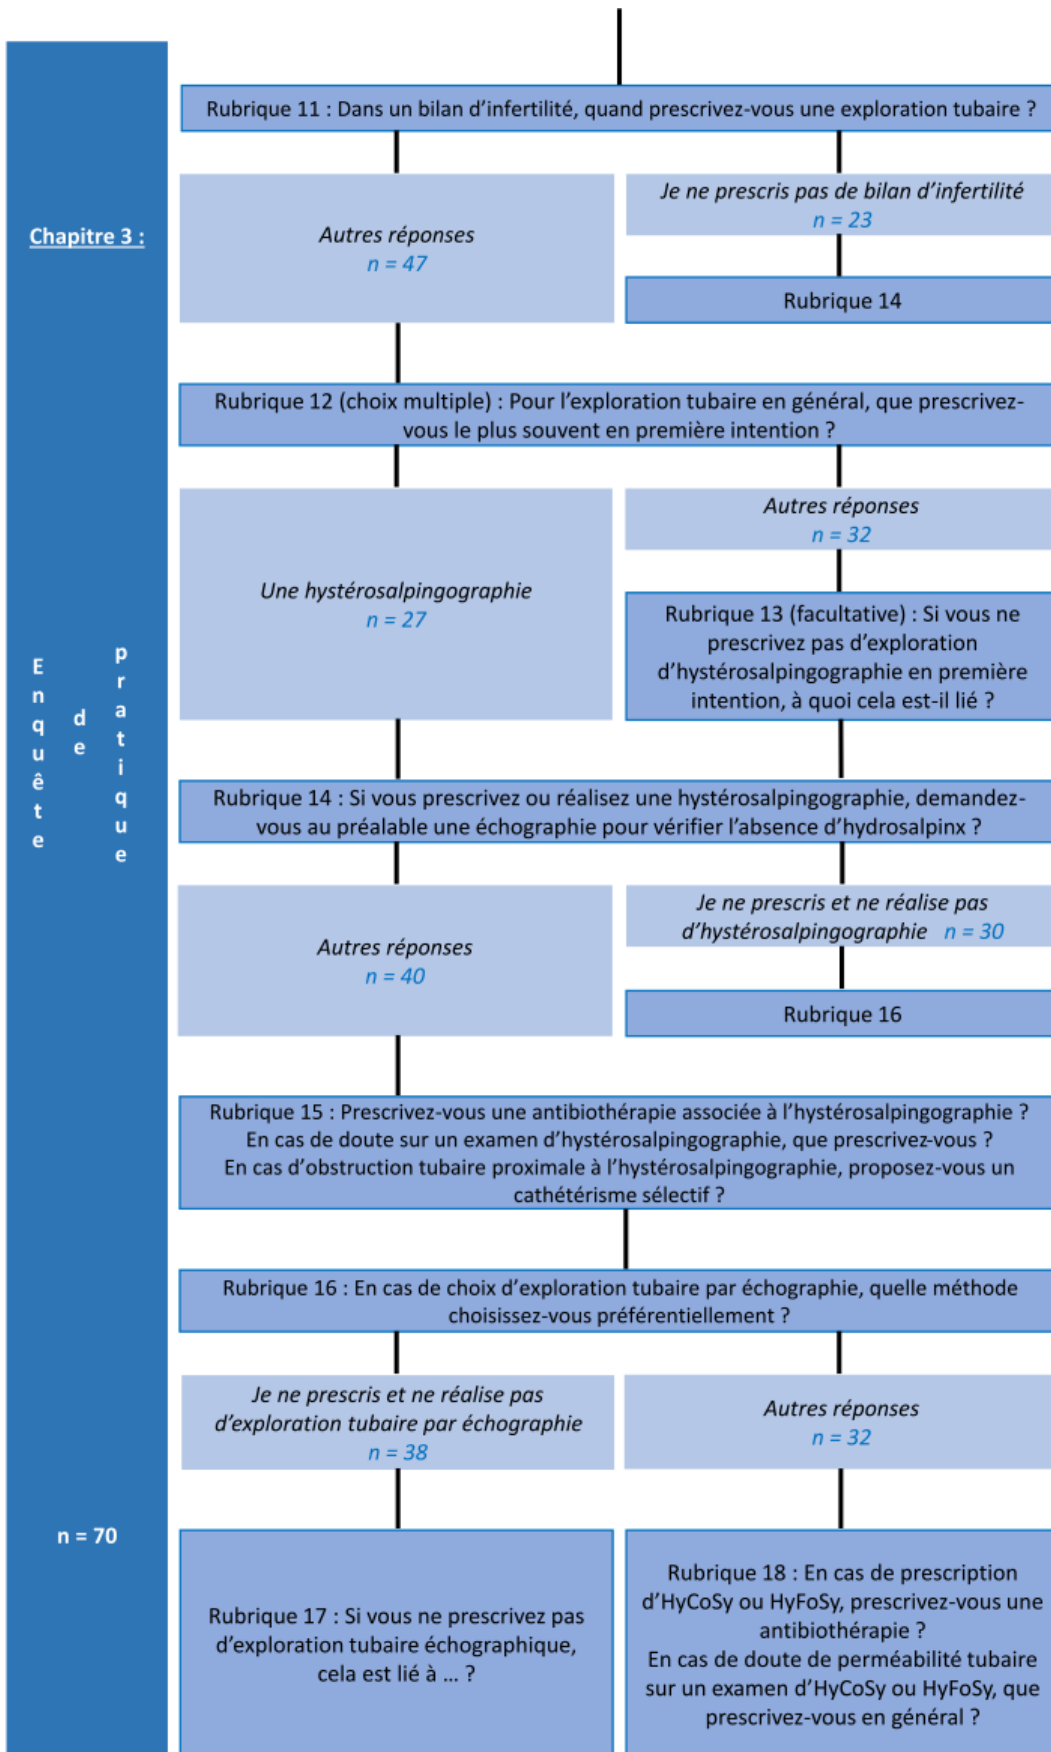 Chapitre 3 :
Enquête
de
pratique
n = 70
Rubrique 11 : Dans un bilan d’infertilité, quand prescrivez-vous une exploration tubaire ?
Autres réponses
n = 47
Je ne prescris pas de bilan d’infertilité
n = 23
Rubrique 14
Rubrique 12 (choix multiple) : Pour l’exploration tubaire en général, que prescrivez-
vous le plus souvent en première intention ?
Une hystérosalpingographie
n = 27
Autres réponses
n = 32
Rubrique 13 (facultative) : Si vous ne
prescrivez pas d’exploration
d’hystérosalpingographie en première
intention, à quoi cela est-il lié ?
Rubrique 14 : Si vous prescrivez ou réalisez une hystérosalpingographie, demandez-
vous au préalable une échographie pour vérifier l’absence d’hydrosalpinx ?
Autres réponses
n = 40
Je ne prescris et ne réalise pas
d’hystérosalpingographie n = 30
Rubrique 16
Rubrique 15 : Prescrivez-vous une antibiothérapie associée à l’hystérosalpingographie ?
En cas de doute sur un examen d’hystérosalpingographie, que prescrivez-vous ?
En cas d’obstruction tubaire proximale à l’hystérosalpingographie, proposez-vous un
cathétérisme sélectif ?
Rubrique 16 : En cas de choix d’exploration tubaire par échographie, quelle méthode
choisissez-vous préférentiellement ?
Je ne prescris et ne réalise pas
d’exploration tubaire par échographie
n = 38
Autres réponses
n = 32
Rubrique 17 : Si vous ne prescrivez pas
d’exploration tubaire échographique,
cela est lié à … ?
Rubrique 18 : En cas de prescription
d’HyCoSy ou HyFoSy, prescrivez-vous une
antibiothérapie ?
En cas de doute de perméabilité tubaire
sur un examen d’HyCoSy ou HyFoSy, que
prescrivez-vous en général ?